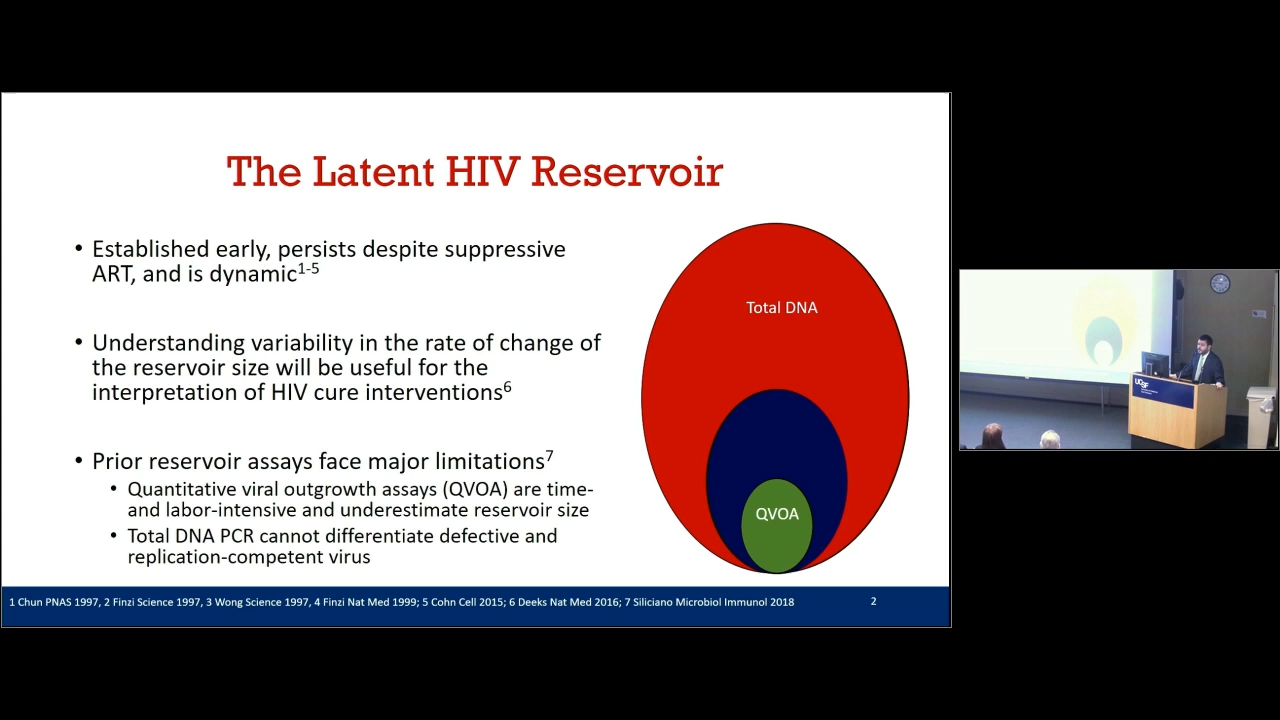 The Latent HIV Reservoir
• Established early, persists despite suppressive
ART, and is dynamic1-5
• Understanding variability in the rate of change of
the reservoir size will be useful for the
interpretation of HIV cure interventions6
• Prior reservoir assays face major limitations7
• Quantitative viral outgrowth assays (QVOA) are time-
and labor-intensive and underestimate reservoir size
• Total DNA PCR cannot differentiate defective and
replication-competent virus
Total DNA
QVOA
1 Chun PNAS 1997, 2 Finzi Science 1997, 3 Wong Science 1997, 4 Finzi Nat Med 1999; 5 Cohn Cell 2015; 6 Deeks Nat Med 2016; 7 Siliciano Microbiol Immunol 2018
2
UCSF